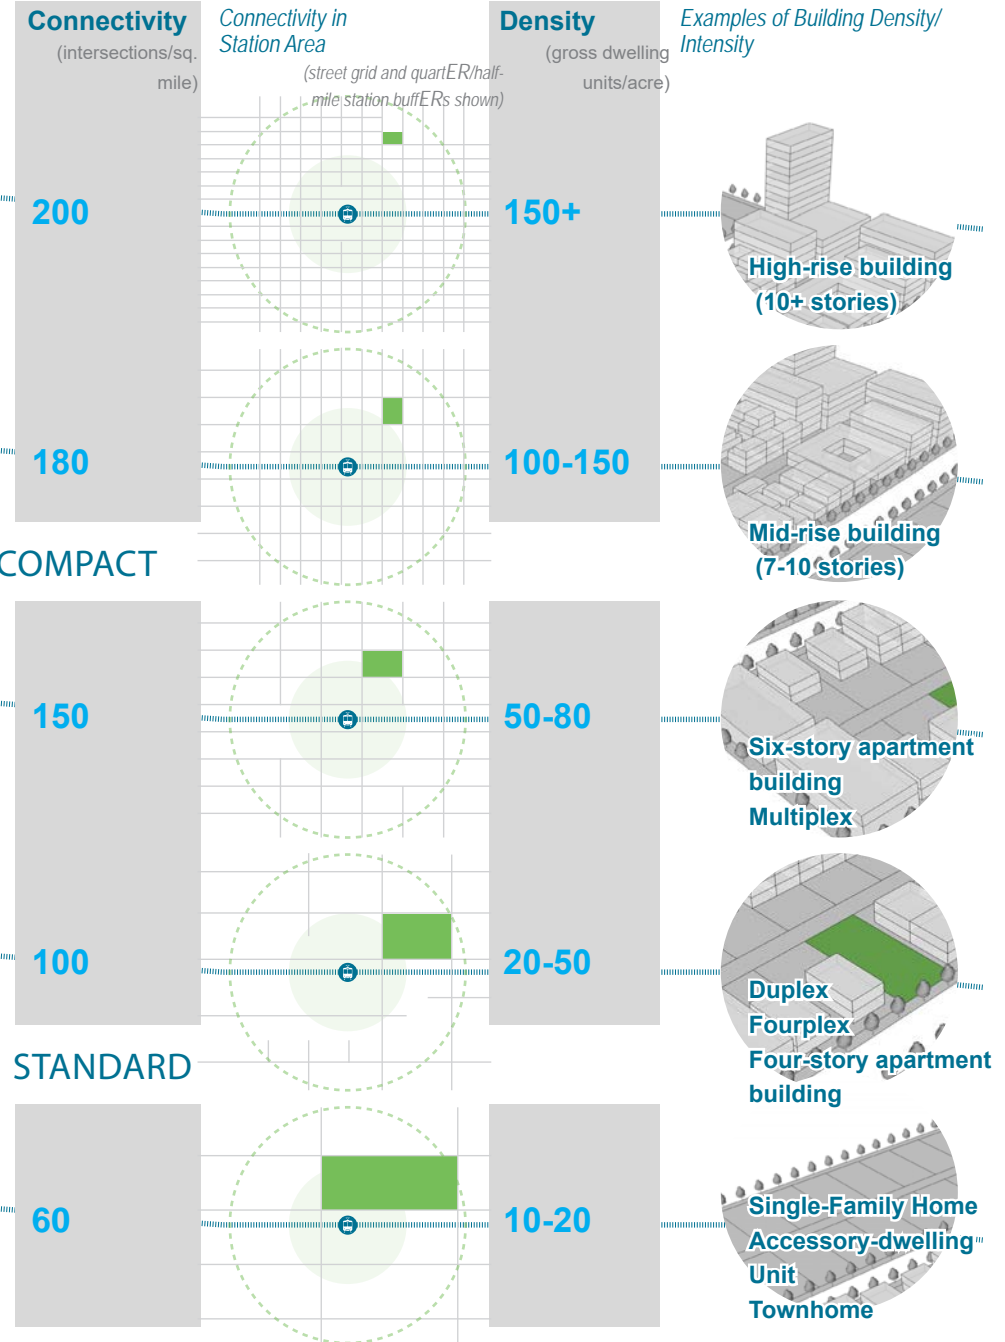 Connectivity
(intersections/sq.
mile)
Connectivity in
Station Area
(street grid and quartER/half-
mile station buffERs shown)
Density
(gross dwelling
units/acre)
Examples of Building Density/
Intensity
200
150+
High-rise building
(10+ stories)
180
100-150
Mid-rise building
(7-10 stories)
COMPACT
150
50-80
Six-story apartment
building
Multiplex
100
20-50
Duplex
Fourplex
Four-story apartment
building
STANDARD
60
10-20
Single-Family Home
Accessory-dwelling
Unit
Townhome